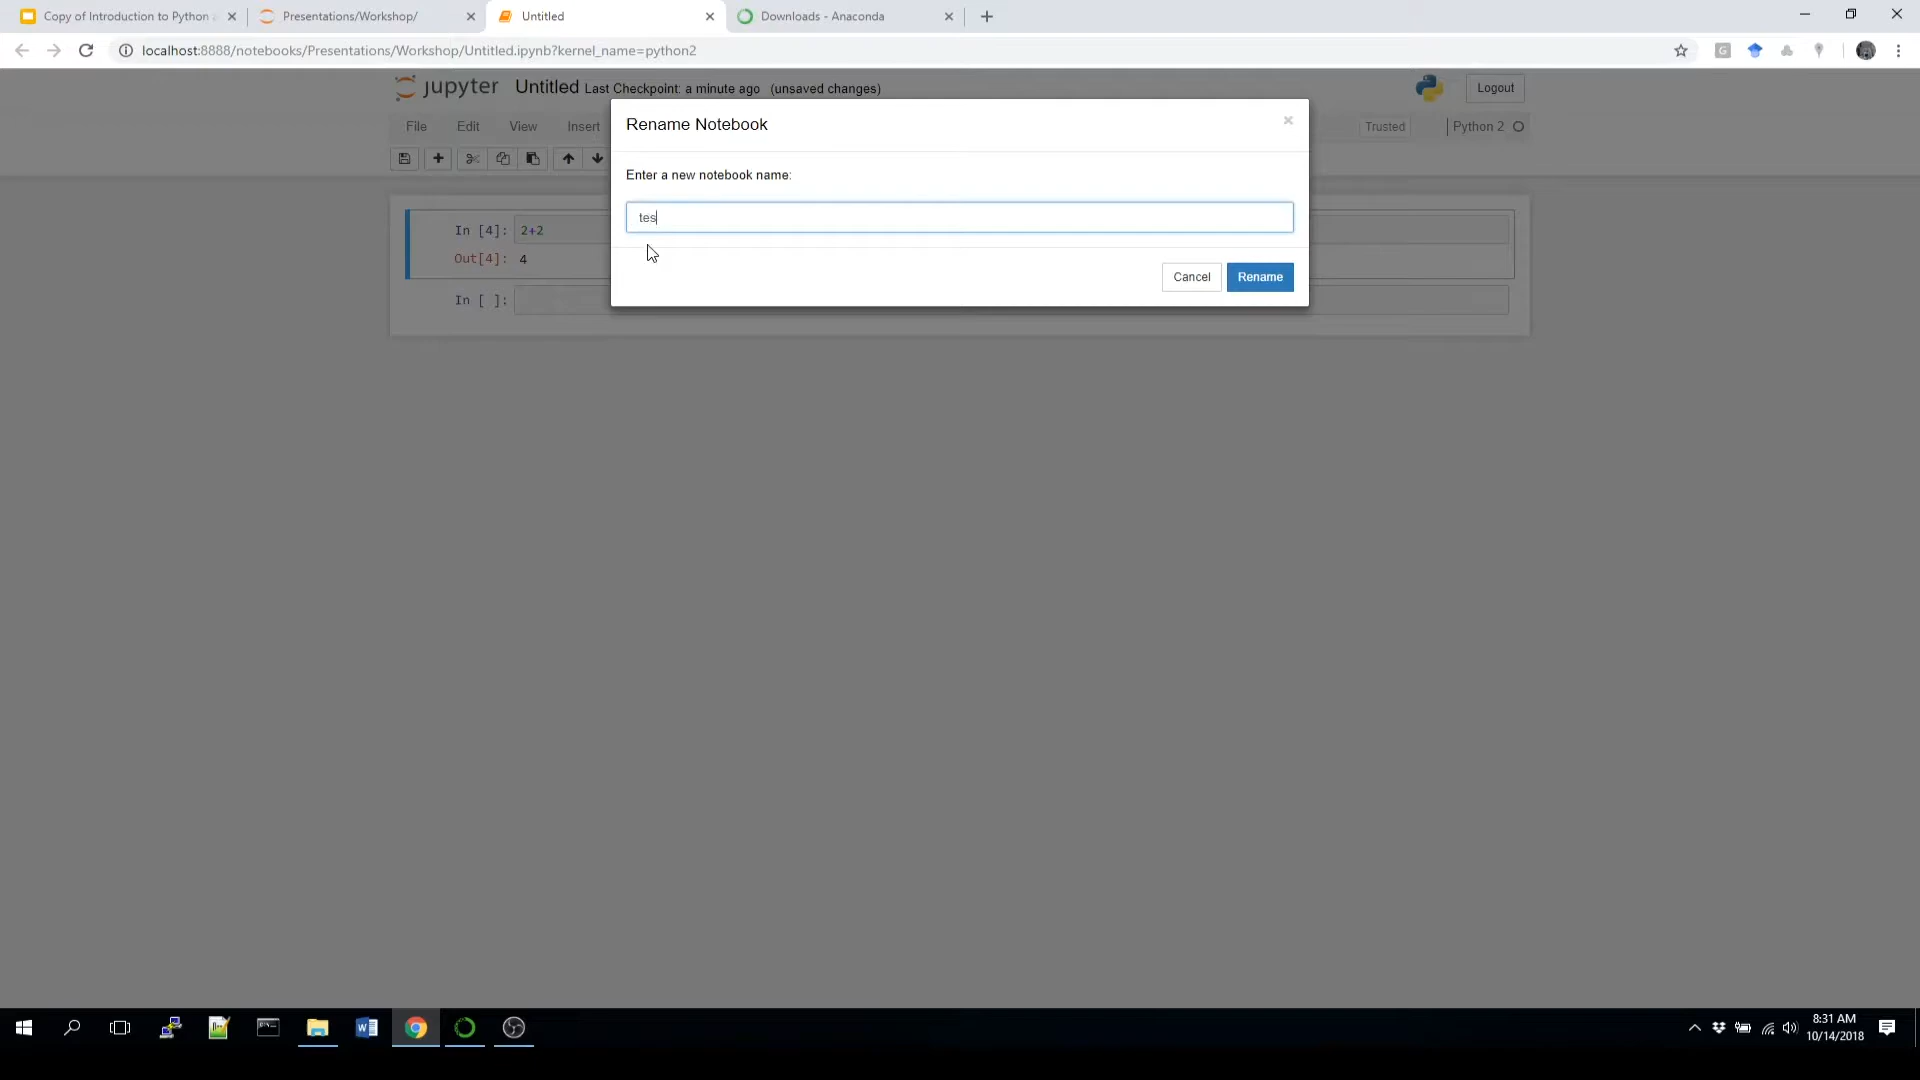 Copy of Introduction to Python
Presentations/Workshop/
Untitled
Downloads - Anaconda
localhost:8888/notebooks/Presentations/Workshop/Untitled.ipynb?kernel_name=python2
jupyter Untitled Last Checkpoint: a minute ago (unsaved changes)
Logout
File Edit View Insert
Trusted
Python 2
Rename Notebook
Enter a new notebook name:
tes
Cancel Rename
In [4]: 2+2
Out[4]: 4
In [ ]:
8:31 AM
10/14/2018